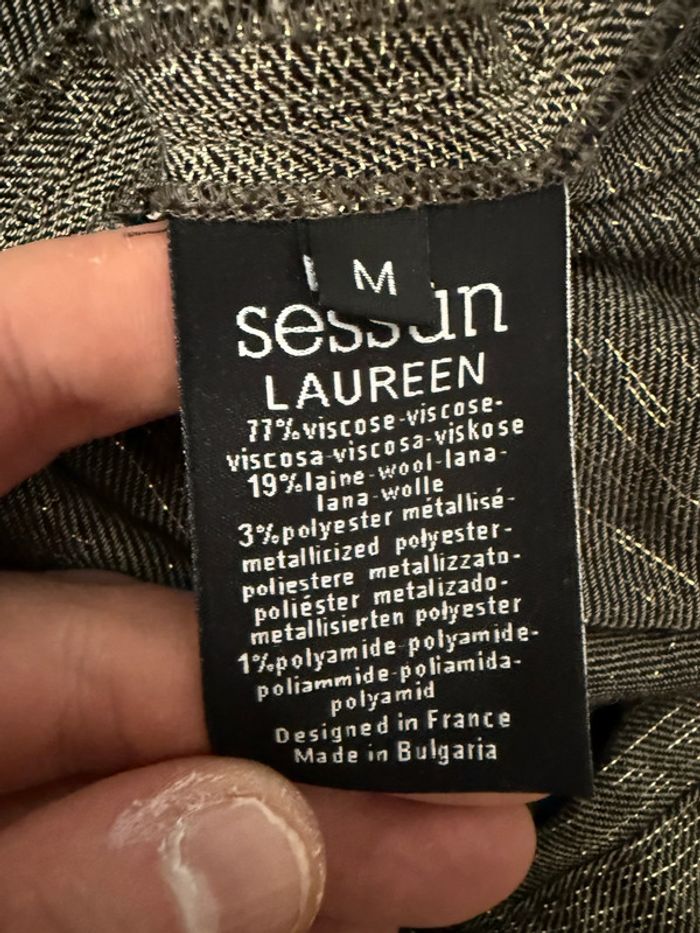 M
sessùn
LAUREEN
77%viscose-viscose-
viscosa-viscosa-viskose
19%laine-wool-lana-
lana-wolle
3%polyester métallisé-
metallicized polyester-
poliestere metallizzato-
poliéster metalizado-
metallisierten polyester
1%polyamide-polyamide-
poliammide-poliamida-
polyamid
Designed in France
Made in Bulgaria